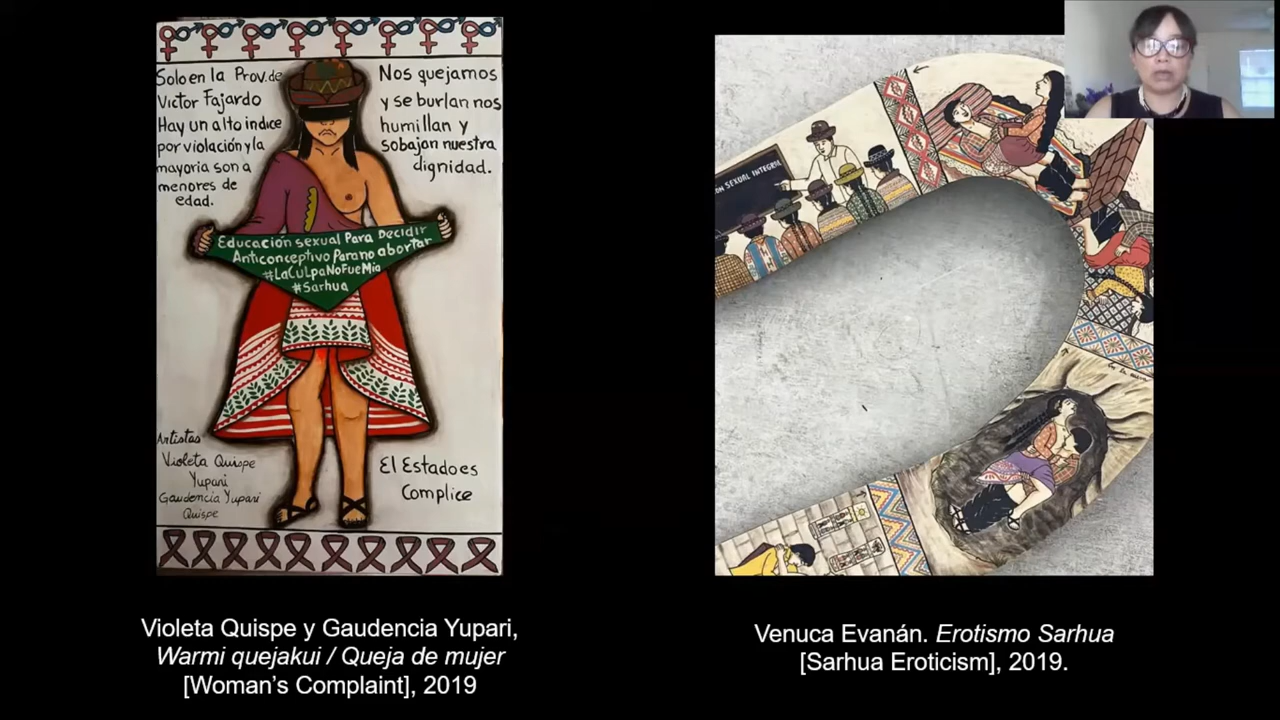 Solo en la Prov. de
Victor Fajardo
Hay un alto indice
por violación y la
mayoria son a
menores de
edad.
Nos quejamos
y se burlan nos
humillan y
sobajan nuestra
dignidad.
Educación sexual Para Decidir
Anticonceptivo Para no abortar
#LaCulpaNoFueMia
#Sarhua
Artistas
Violeta Quispe
Yupari
Gaudencia Yupari
Quispe
El Estado es
Complice
ON SEXUAL INTEGRAL
Violeta Quispe y Gaudencia Yupari,
Warmi quejakui / Queja de mujer
[Woman's Complaint], 2019
Venuca Evanán. Erotismo Sarhua
[Sarhua Eroticism], 2019.